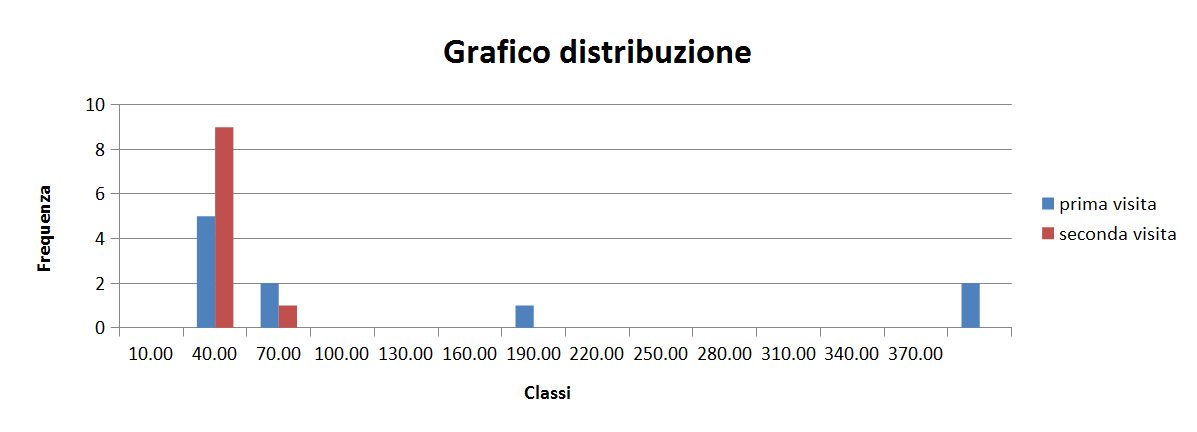 Grafico distribuzione
10
8
6
4
2
0
Frequenza
10.00 40.00 70.00 100.00 130.00 160.00 190.00 220.00 250.00 280.00 310.00 340.00 370.00
Classi
prima visita
seconda visita